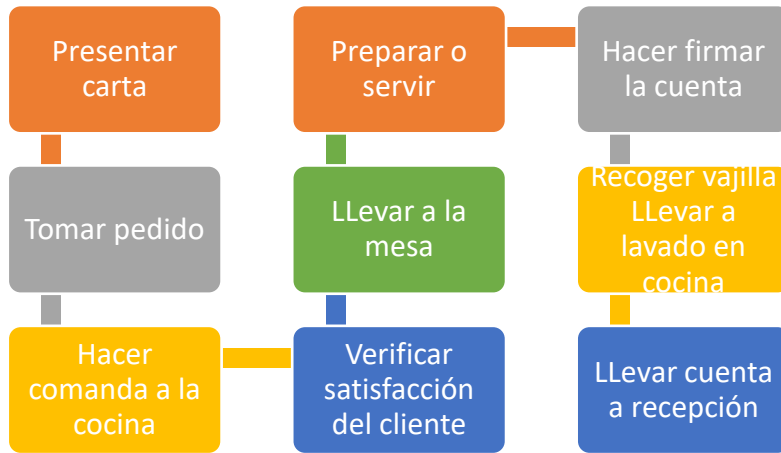 Presentar
carta
Tomar pedido
Hacer
comanda a la
cocina
Verificar
satisfacción
del cliente
LLevar a la
mesa
Preparar o
servir
Hacer firmar
la cuenta
Recoger vajilla
LLevar a
lavado en
cocina
LLevar cuenta
a recepción